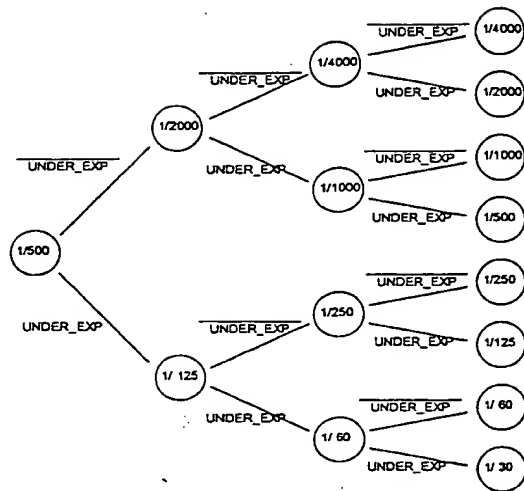 1/4000
UNDER_EXP
1/4000
UNDER_EXP
UNDER_EXP
1/2000
1/2000
UNDER_EXP
1/1000
UNDER_EXP
UNDER_EXP
1/1000
UNDER_EXP
1/500
1/500
UNDER_EXP
1/250
UNDER_EXP
1/250
UNDER_EXP
UNDER_EXP
1/125
1/ 125
UNDER_EXP
1/ 60
UNDER_EXP
1/ 60
UNDER_EXP
1/ 30